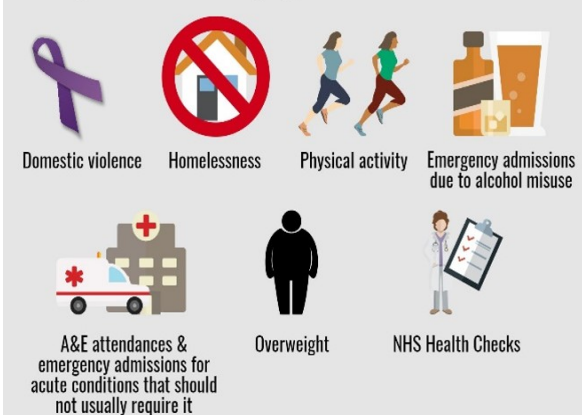 Domestic violence
Homelessness
Physical activity
Emergency admissions
due to alcohol misuse
A&E attendances &
emergency admissions for
acute conditions that should
not usually require it
Overweight
NHS Health Checks